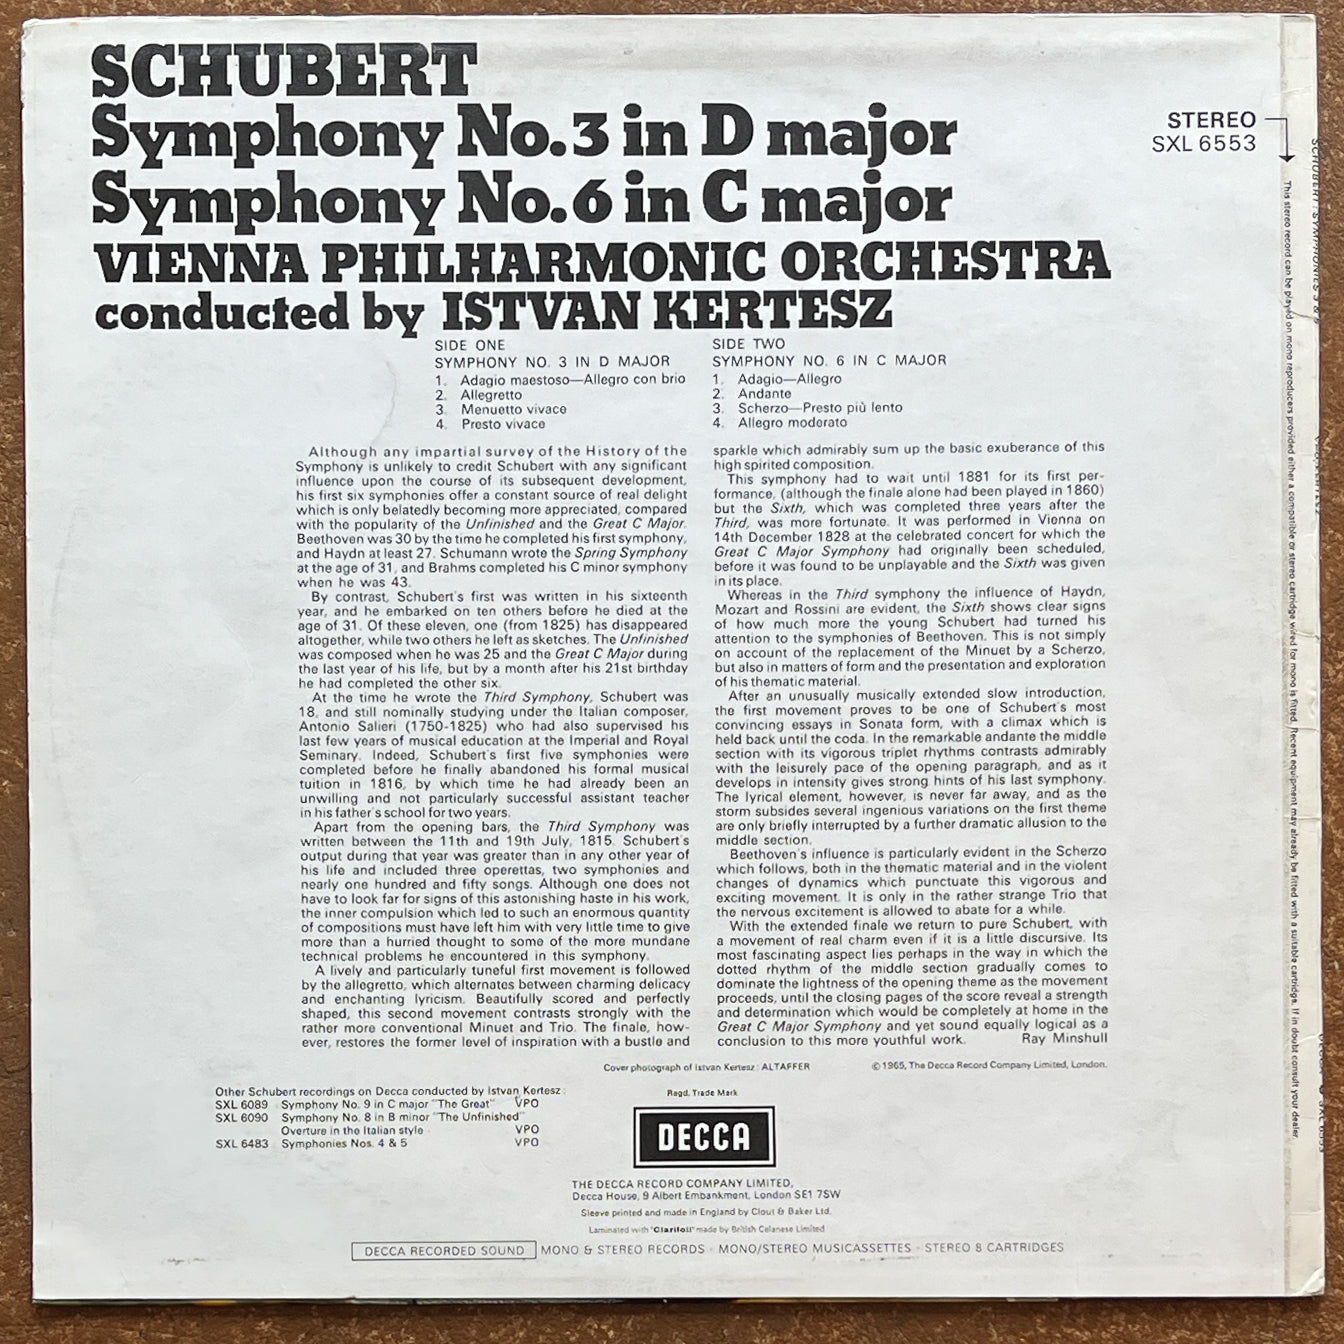 SCHUBERT
Symphony No.3 in D major
Symphony No.6 in C major
VIENNA PHILHARMONIC ORCHESTRA
conducted by ISTVAN KERTESZ
STEREO
SXL 6553
SIDE ONE
SYMPHONY NO. 3 IN D MAJOR
1. Adagio maestoso—Allegro con brio
2. Allegretto
3. Menuetto vivace
4. Presto vivace
SIDE TWO
SYMPHONY NO. 6 IN C MAJOR
1. Adagio—Allegro
2. Andante
3. Scherzo—Presto più lento
4. Allegro moderato
Although any impartial survey of the History of the
Symphony is unlikely to credit Schubert with any significant
influence upon the course of its subsequent development,
his first six symphonies offer a constant source of real delight
which is only belatedly becoming more appreciated, compared
with the popularity of the Unfinished and the Great C Major.
Beethoven was 30 by the time he completed his first symphony,
and Haydn at least 27. Schumann wrote the Spring Symphony
at the age of 31, and Brahms completed his C minor symphony
when he was 43.
By contrast, Schubert's first was written in his sixteenth
year, and he embarked on ten others before he died at the
age of 31. Of these eleven, one (from 1825) has disappeared
altogether, while two others he left as sketches. The Unfinished
was composed when he was 25 and the Great C Major during
the last year of his life, but by a month after his 21st birthday
he had completed the other six.
At the time he wrote the Third Symphony, Schubert was
18, and still nominally studying under the Italian composer,
Antonio Salieri (1750-1825) who had also supervised his
last few years of musical education at the Imperial and Royal
Seminary. Indeed, Schubert's first five symphonies were
completed before he finally abandoned his formal musical
tuition in 1816, by which time he had already been an
unwilling and not particularly successful assistant teacher
in his father's school for two years.
Apart from the opening bars, the Third Symphony was
written between the 11th and 19th July, 1815. Schubert's
output during that year was greater than in any other year of
his life and included three operettas, two symphonies and
nearly one hundred and fifty songs. Although one does not
have to look far for signs of this astonishing haste in his work,
the inner compulsion which led to such an enormous quantity
of compositions must have left him with very little time to give
more than a hurried thought to some of the more mundane
technical problems he encountered in this symphony.
A lively and particularly tuneful first movement is followed
by the allegretto, which alternates between charming delicacy
and enchanting lyricism. Beautifully scored and perfectly
shaped, this second movement contrasts strongly with the
rather more conventional Minuet and Trio. The finale, how-
ever, restores the former level of inspiration with a bustle and
sparkle which admirably sum up the basic exuberance of this
high spirited composition.
This symphony had to wait until 1881 for its first per-
formance, (although the finale alone had been played in 1860)
but the Sixth, which was completed three years after the
Third, was more fortunate. It was performed in Vienna on
14th December 1828 at the celebrated concert for which the
Great C Major Symphony had originally been scheduled,
before it was found to be unplayable and the Sixth was given
in its place.
Whereas in the Third symphony the influence of Haydn,
Mozart and Rossini are evident, the Sixth shows clear signs
of how much more the young Schubert had turned his
attention to the symphonies of Beethoven. This is not simply
on account of the replacement of the Minuet by a Scherzo,
but also in matters of form and the presentation and exploration
of his thematic material.
After an unusually musically extended slow introduction,
the first movement proves to be one of Schubert's most
convincing essays in Sonata form, with a climax which is
held back until the coda. In the remarkable andante the middle
section with its vigorous triplet rhythms contrasts admirably
with the leisurely pace of the opening paragraph, and as it
develops in intensity gives strong hints of his last symphony.
The lyrical element, however, is never far away, and as the
storm subsides several ingenious variations on the first theme
are only briefly interrupted by a further dramatic allusion to the
middle section.
Beethoven's influence is particularly evident in the Scherzo
which follows, both in the thematic material and in the violent
changes of dynamics which punctuate this vigorous and
exciting movement. It is only in the rather strange Trio that
the nervous excitement is allowed to abate for a while.
With the extended finale we return to pure Schubert, with
a movement of real charm even if it is a little discursive. Its
most fascinating aspect lies perhaps in the way in which the
dotted rhythm of the middle section gradually comes to
dominate the lightness of the opening theme as the movement
proceeds, until the closing pages of the score reveal a strength
and determination which would be completely at home in the
Great C Major Symphony and yet sound equally logical as a
conclusion to this more youthful work. Ray Minshull
Cover photograph of Istvan Kertesz: ALTAFFER
© 1965, The Decca Record Company Limited, London.
Other Schubert recordings on Decca conducted by Istvan Kertesz:
SXL 6089 Symphony No. 9 in C major "The Great" VPO
SXL 6090 Symphony No. 8 in B minor "The Unfinished"
Overture in the Italian style VPO
SXL 6483 Symphonies Nos. 4 & 5 VPO
Regd. Trade Mark
DECCA
THE DECCA RECORD COMPANY LIMITED,
Decca House, 9 Albert Embankment, London SE1 7SW
Sleeve printed and made in England by Clout & Baker Ltd.
Laminated with "Clarifoil" made by British Celanese Limited
DECCA RECORDED SOUND MONO & STEREO RECORDS · MONO/STEREO MUSICASSETTES · STEREO 8 CARTRIDGES
This stereo record can be played on mono reproducers provided either a compatible or stereo cartridge wired for mono is fitted. Recent equipment may already be fitted with a suitable cartridge. If in doubt consult your dealer
SCHUBERT: SYMPHONIES 3 & 6